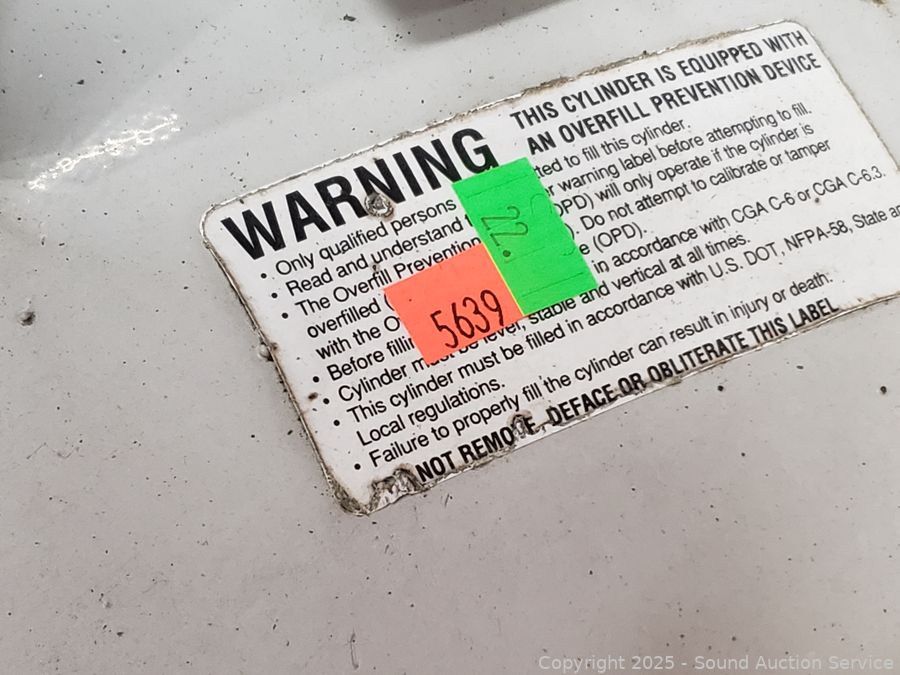 WARNING
THIS CYLINDER IS EQUIPPED WITH
AN OVERFILL PREVENTION DEVICE
• Only qualified persons ted to fill this cylinder.
• Read and understand r warning label before attempting to fill.
• The Overfill Prevention PD) will only operate if the cylinder is
overfilled ). Do not attempt to calibrate or tamper
with the O e (OPD).
• Before fillin in accordance with CGA C-6 or CGA C-6.3.
• Cylinder must be level, stable and vertical at all times.
• This cylinder must be filled in accordance with U.S. DOT, NFPA-58, State an
Local regulations.
• Failure to properly fill the cylinder can result in injury or death.
NOT REMOVE, DEFACE OR OBLITERATE THIS LABEL
22.
5639
Copyright © 2025 - Sound Auction Service